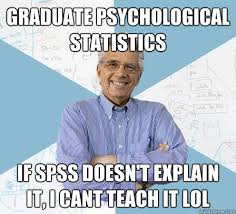 GRADUATE PSYCHOLOGICAL
STATISTICS
IF SPSS DOESN'T EXPLAIN
IT, I CANT TEACH IT LOL